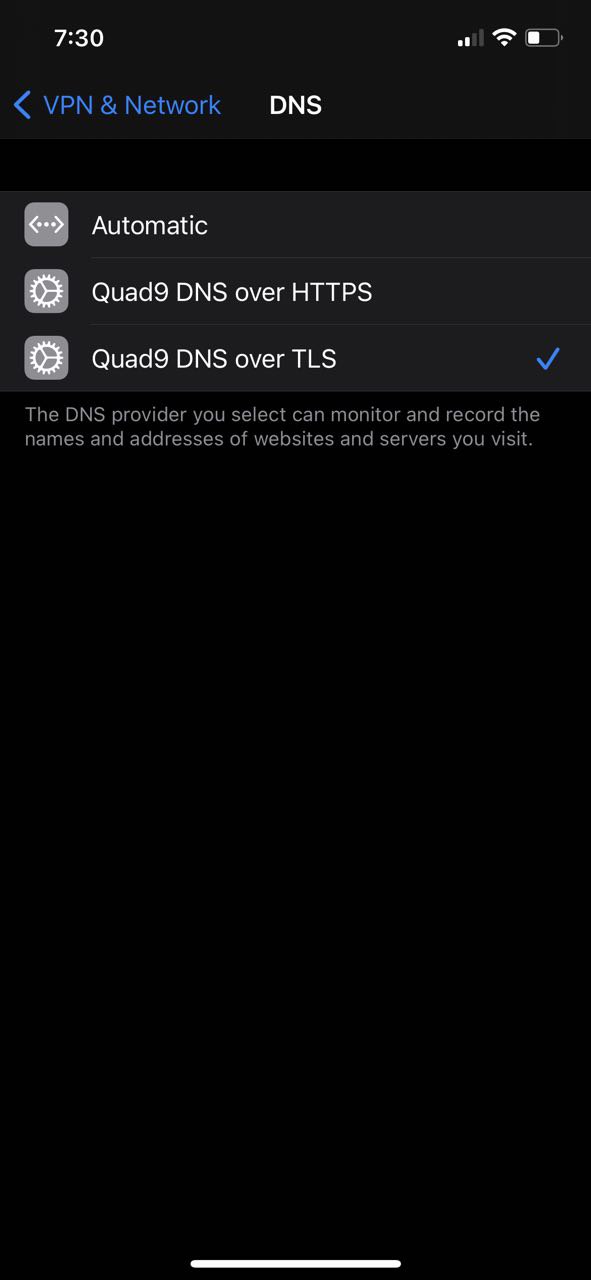 7:30
VPN & Network
DNS
Automatic
Quad9 DNS over HTTPS
Quad9 DNS over TLS
The DNS provider you select can monitor and record the
names and addresses of websites and servers you visit.